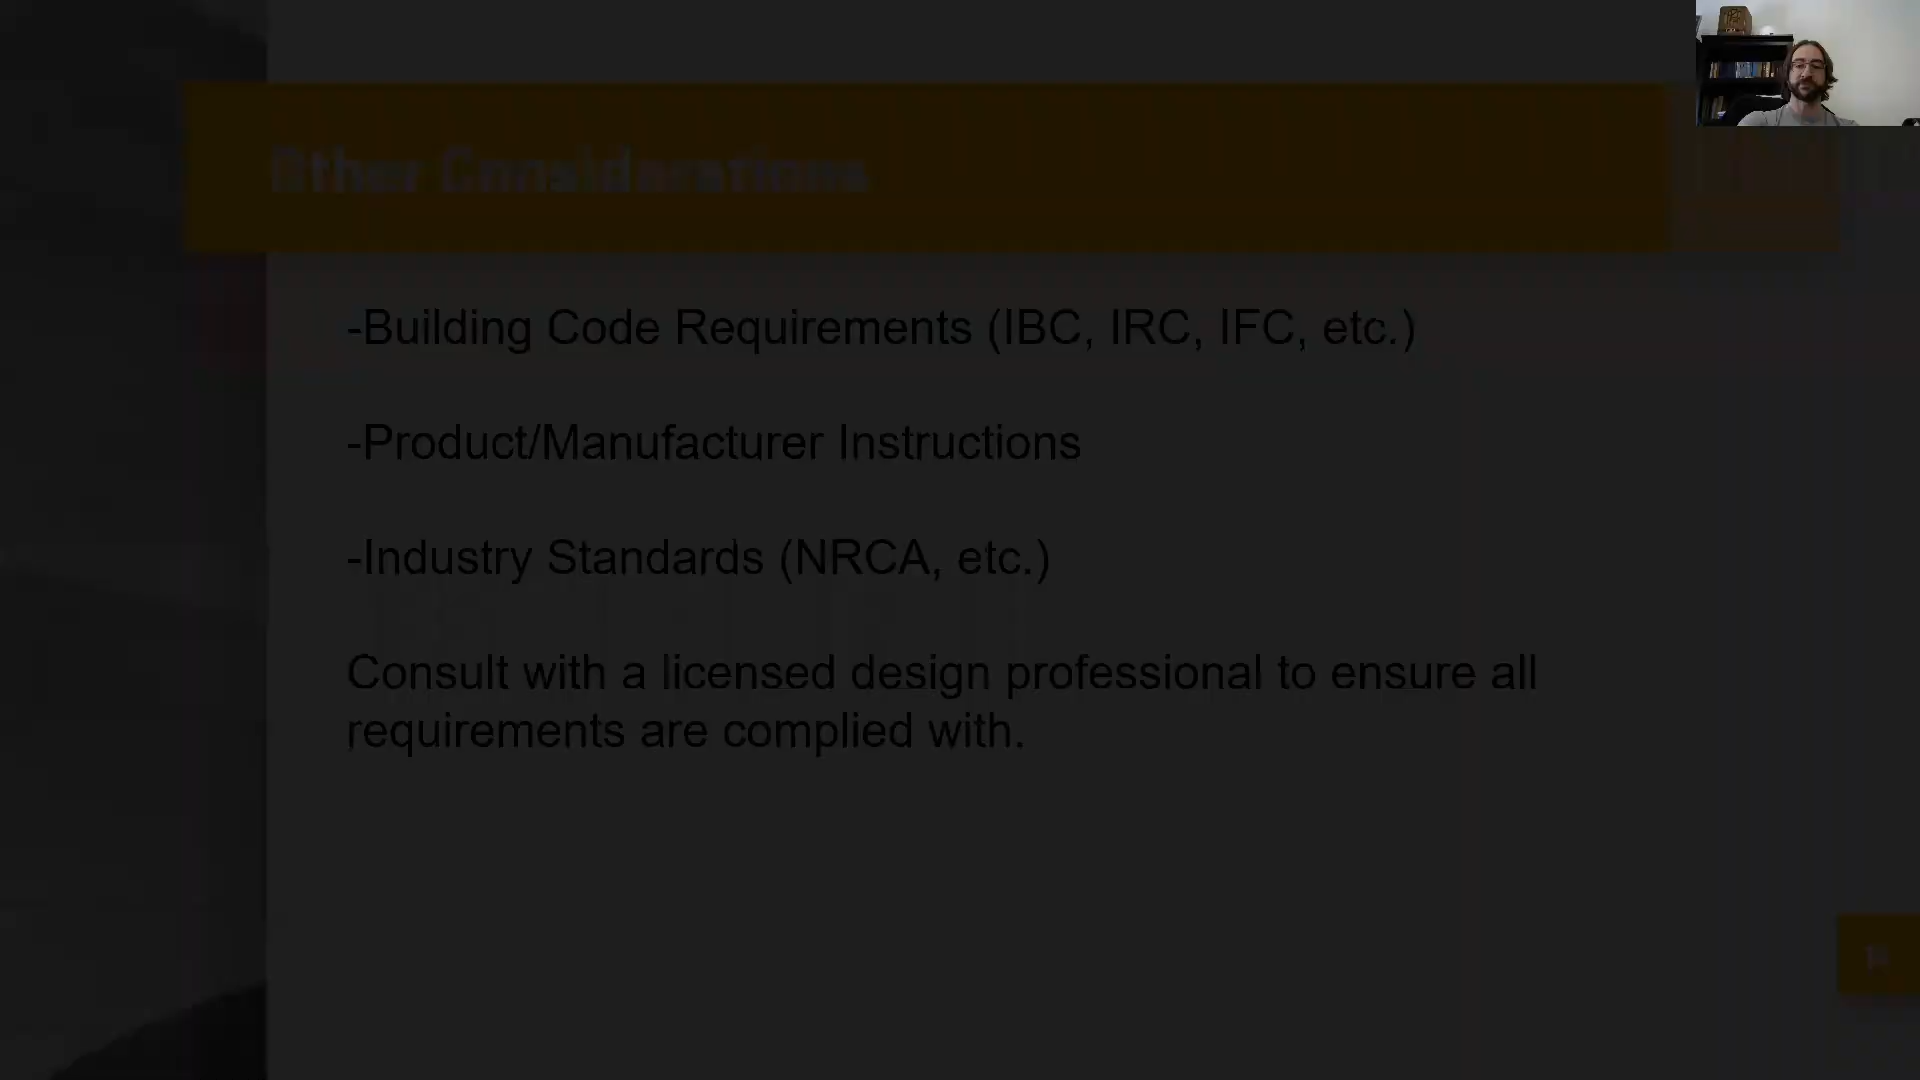 Other Considerations
-Building Code Requirements (IBC, IRC, IFC, etc.)
-Product/Manufacturer Instructions
-Industry Standards (NRCA, etc.)
Consult with a licensed design professional to ensure all
requirements are complied with.